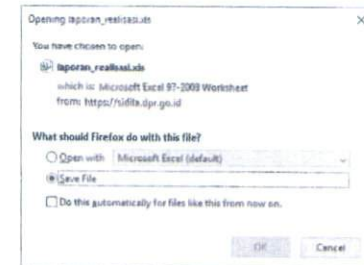 Opening laporan_realisasi.xls
You have chosen to open:
laporan_realisasi.xls
which is: Microsoft Excel 97-2003 Worksheet
from: https://sidita.dpr.go.id
What should Firefox do with this file?
Open with Microsoft Excel (default)
Save File
Do this automatically for files like this from now on.
OK Cancel